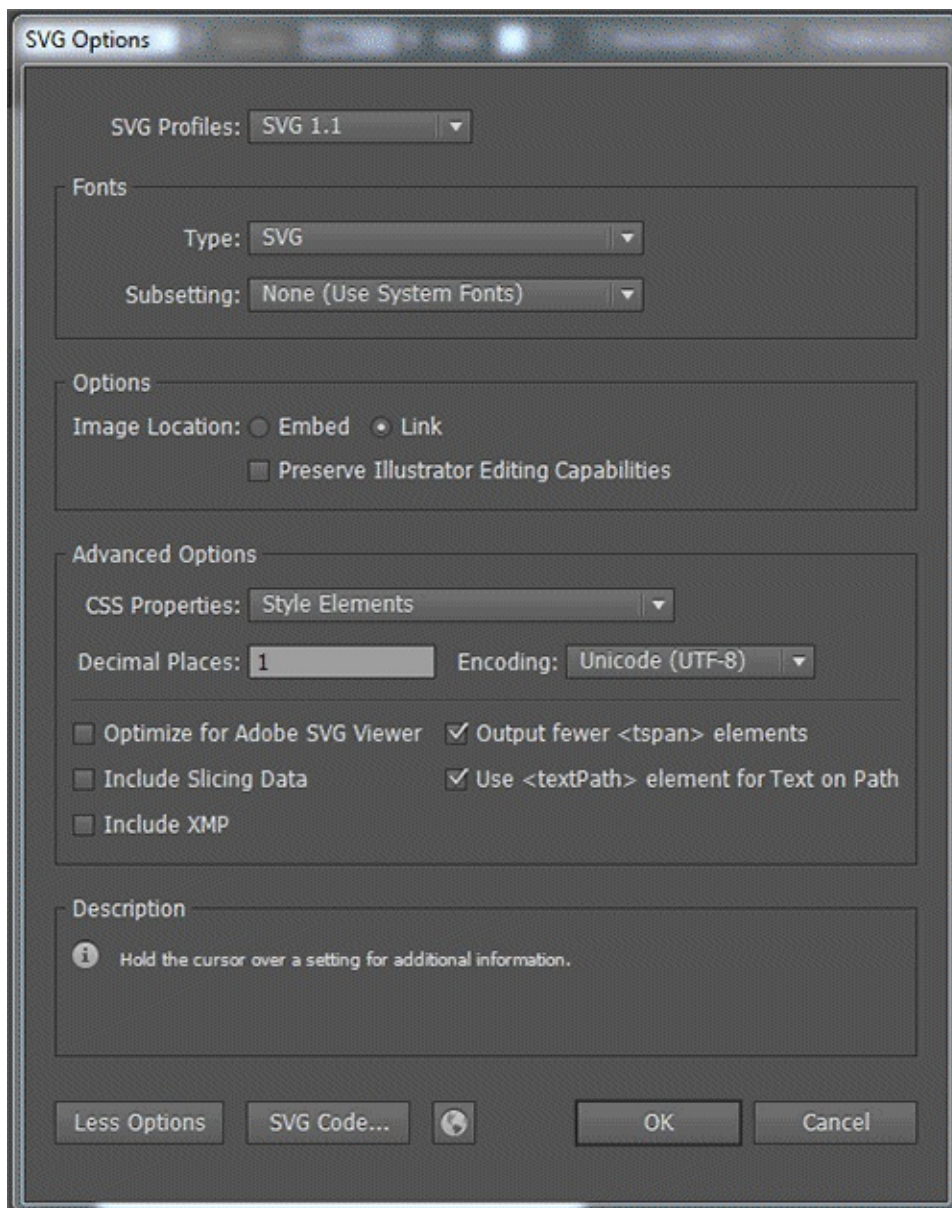 SVG Options
SVG Profiles: SVG 1.1
Fonts
Type: SVG
Subsetting: None (Use System Fonts)
Options
Image Location: Embed Link
Preserve Illustrator Editing Capabilities
Advanced Options
CSS Properties: Style Elements
Decimal Places: 1 Encoding: Unicode (UTF-8)
Optimize for Adobe SVG Viewer Output fewer <tspan> elements
Include Slicing Data Use <textPath> element for Text on Path
Include XMP
Description
Hold the cursor over a setting for additional information.
Less Options SVG Code... OK Cancel